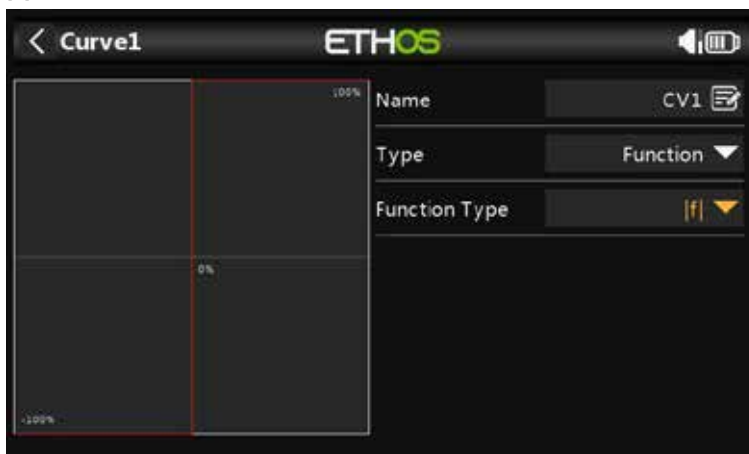 Curve1
ETHOS
100%
Name
CV1
Type
Function
Function Type
|f|
0%
-100%